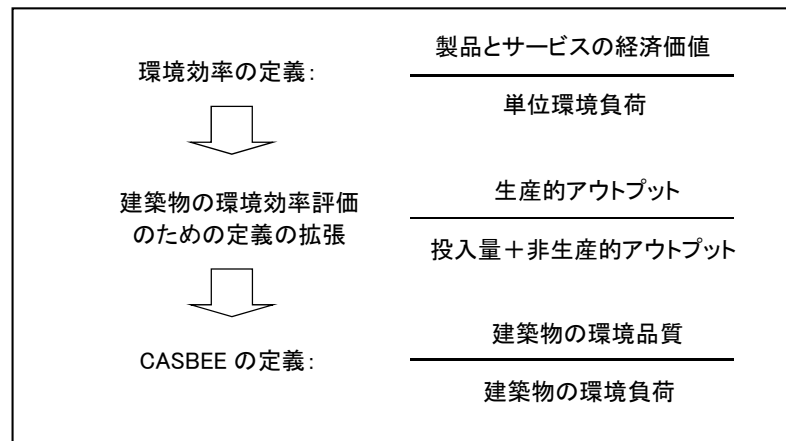 製品とサービスの経済価値
環境効率の定義:
単位環境負荷
生産的アウトプット
建築物の環境効率評価
のための定義の拡張
投入量＋非生産的アウトプット
建築物の環境品質
CASBEE の定義:
建築物の環境負荷